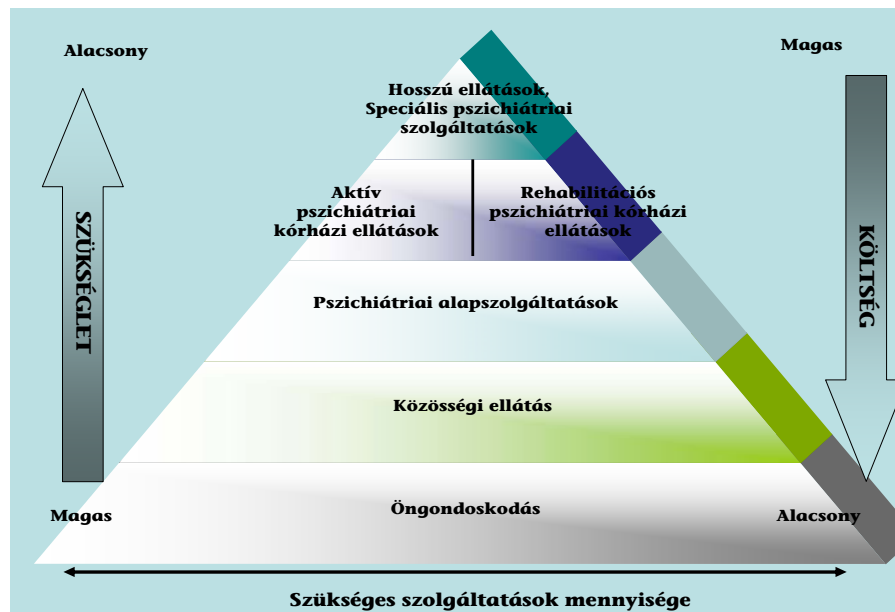 Alacsony
Magas
Hosszú ellátások,
Speciális pszichiátriai
szolgáltatások
Aktív
pszichiátriai
kórházi ellátások
Rehabilitációs
pszichiátriai kórházi
ellátások
SZÜKSÉGLET
KÖLTSÉG
Pszichiátriai alapszolgáltatások
Közösségi ellátás
Magas
Öngondoskodás
Alacsony
Szükséges szolgáltatások mennyisége